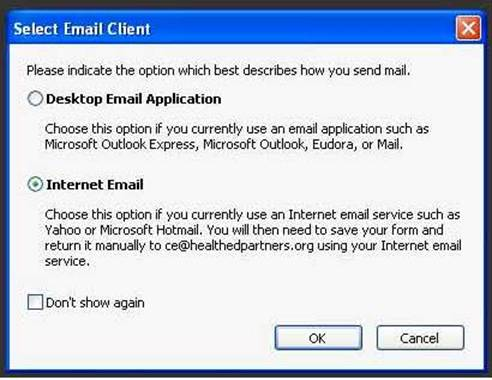 Select Email Client
Please indicate the option which best describes how you send mail.
Desktop Email Application
Choose this option if you currently use an email application such as
Microsoft Outlook Express, Microsoft Outlook, Eudora, or Mail.
Internet Email
Choose this option if you currently use an Internet email service such as
Yahoo or Microsoft Hotmail. You will then need to save your form and
return it manually to ce@healthedpartners.org using your Internet email
service.
Don't show again
OK
Cancel